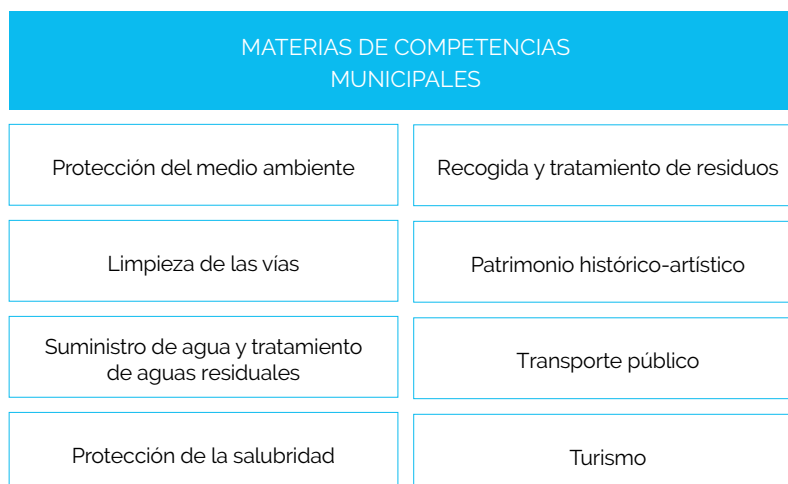 MATERIAS DE COMPETENCIAS
MUNICIPALES
Protección del medio ambiente
Recogida y tratamiento de residuos
Limpieza de las vías
Patrimonio histórico-artístico
Suministro de agua y tratamiento
de aguas residuales
Transporte público
Protección de la salubridad
Turismo